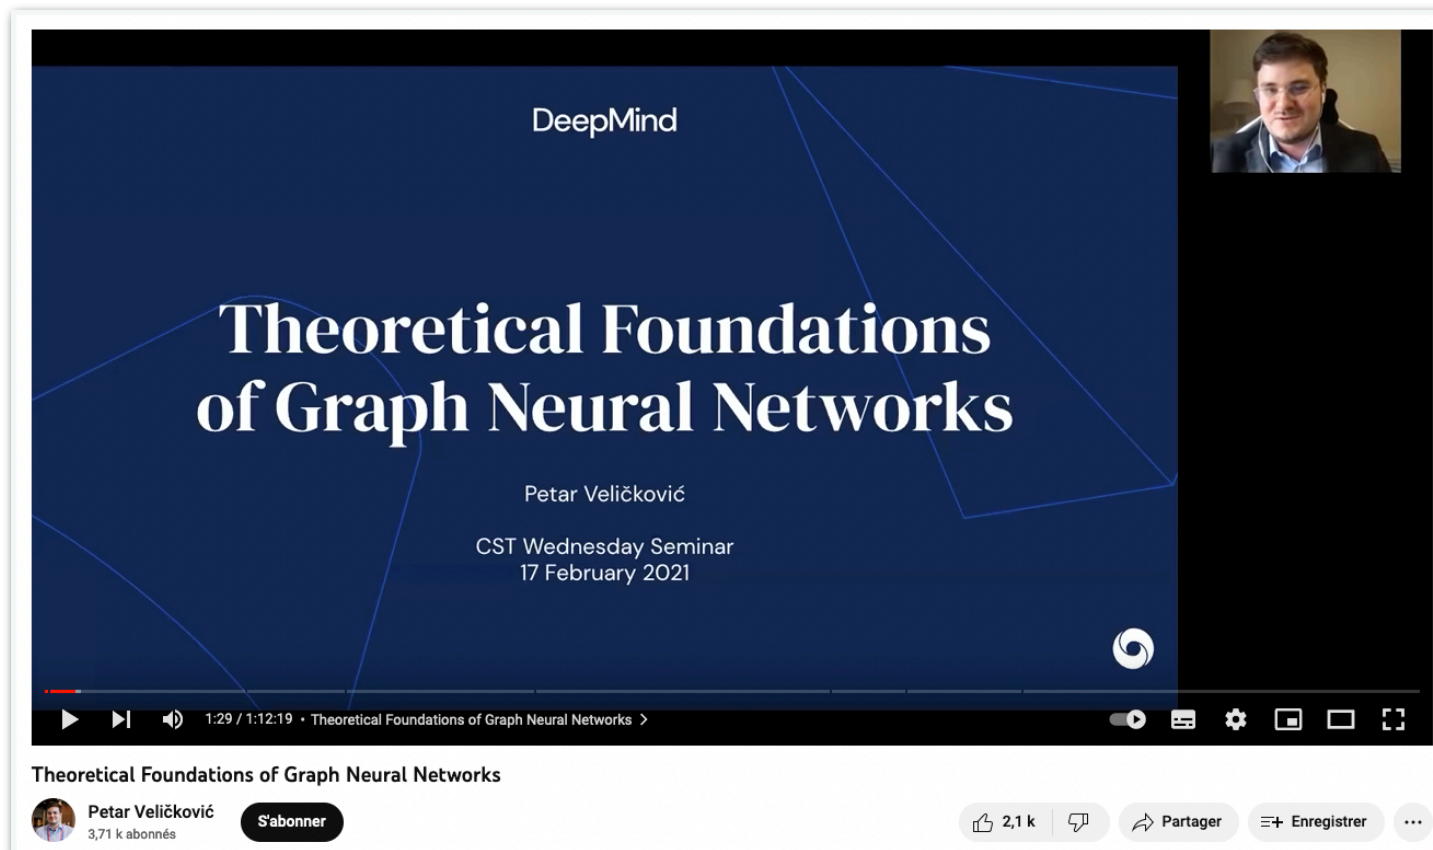 DeepMind
Theoretical Foundations
of Graph Neural Networks
Petar Veličković
CST Wednesday Seminar
17 February 2021
1:29 / 1:12:19 • Theoretical Foundations of Graph Neural Networks
Theoretical Foundations of Graph Neural Networks
Petar Veličković
3,71 k abonnés
S'abonner
2,1 k
Partager
Enregistrer